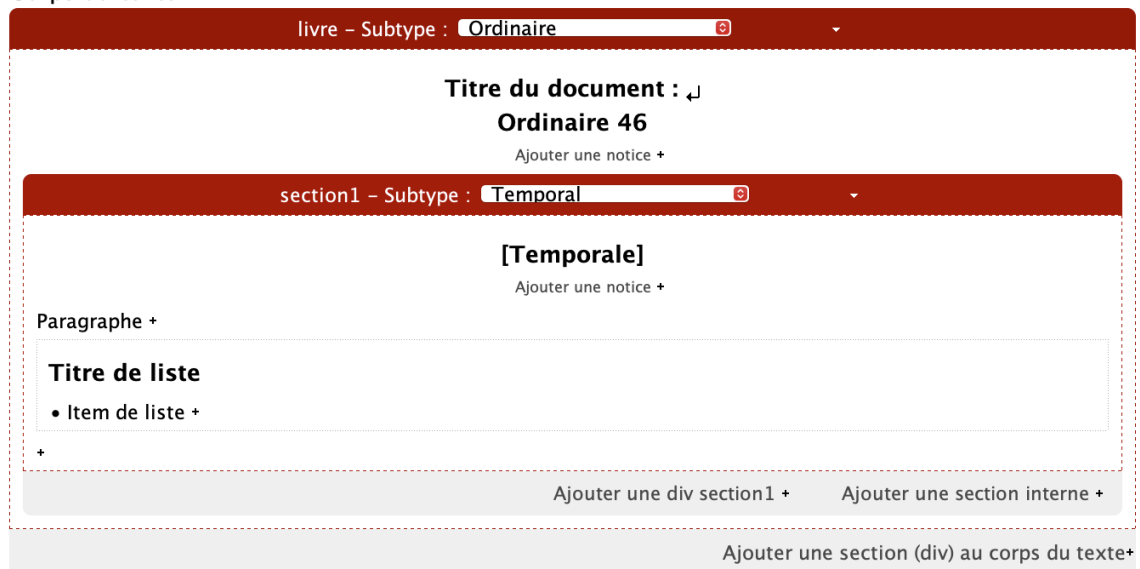 livre – Subtype : Ordinaire
Titre du document :
Ordinaire 46
Ajouter une notice +
section1 – Subtype : Temporal
[Temporale]
Ajouter une notice +
Paragraphe +
Titre de liste
• Item de liste +
+
Ajouter une div section1 + Ajouter une section interne +
Ajouter une section (div) au corps du texte+